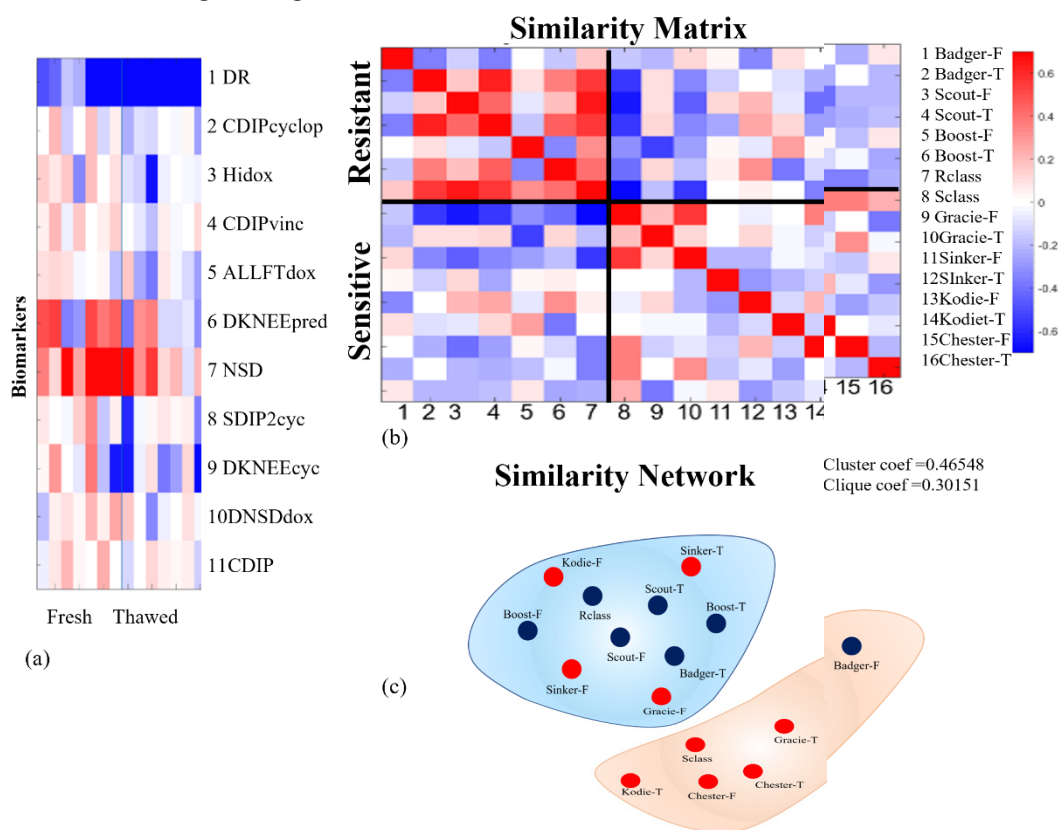 Similarity Matrix
Biomarkers
1 DR
2 CDIPcyclop
3 Hidox
4 CDIPvinc
5 ALLFTdox
6 DKNEEpred
7 NSD
8 SDIP2cyc
9 DKNEEcyc
10DNSDdox
11CDIP
Fresh Thawed
(a)
Resistant
Sensitive
1 2 3 4 5 6 7 8 9 10 11 12 13 14 15 16
(b)
1 Badger-F
2 Badger-T
3 Scout-F
4 Scout-T
5 Boost-F
6 Boost-T
7 Rclass
8 Sclass
9 Gracie-F
10Gracie-T
11Sinker-F
12SInker-T
13Kodie-F
14Kodiet-T
15Chester-F
16Chester-T
0.6
0.4
0.2
0
-0.2
-0.4
-0.6
Similarity Network
Cluster coef =0.46548
Clique coef =0.30151
Kodie-F
Sinker-T
Rclass
Scout-T
Boost-F
Boost-T
Scout-F
Badger-T
Sinker-F
Gracie-F
Badger-F
Gracie-T
Sclass
Chester-T
Kodie-T
Chester-F
(c)